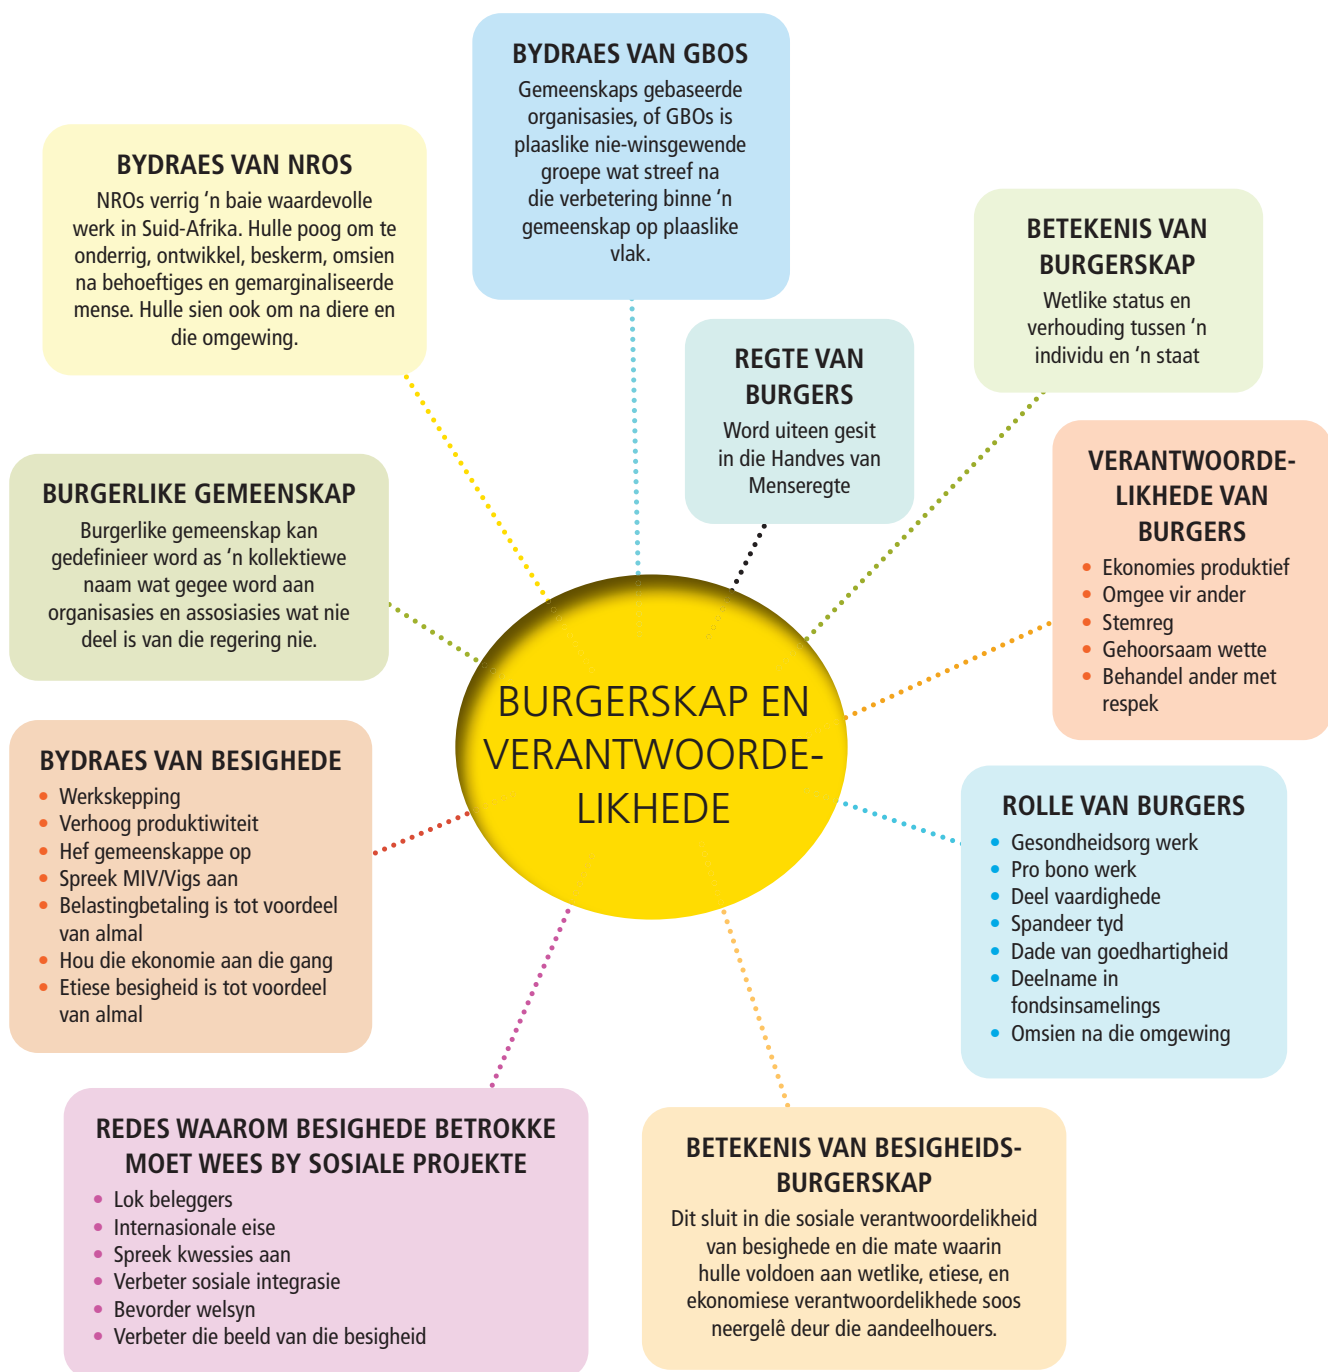 BYDRAES VAN GBOS
Gemeenskaps gebaseerde
organisasies, of GBOs is
plaaslike nie-winsgewende
groepe wat streef na
die verbetering binne ‘n
gemeenskap op plaaslike
vlak.
BYDRAES VAN NROS
NROs verrig ‘n baie waardevolle
werk in Suid-Afrika. Hulle poog om te
onderrig, ontwikkel, beskerm, omsien
na behoeftiges en gemarginaliseerde
mense. Hulle sien ook om na diere en
die omgewing.
BETEKENIS VAN
BURGERSKAP
Wetlike status en
verhouding tussen ‘n
individu en ‘n staat
REGTE VAN
BURGERS
Word uiteen gesit
in die Handves van
Menseregte
VERANTWOORDE-
LIKHEDE VAN
BURGERS
• Ekonomies produktief
• Omgee vir ander
• Stemreg
• Gehoorsaam wette
• Behandel ander met
respek
BURGERLIKE GEMEENSKAP
Burgerlike gemeenskap kan
gedefinieer word as ‘n kollektiewe
naam wat gegee word aan
organisasies en assosiasies wat nie
deel is van die regering nie.
BURGERSKAP EN
VERANTWOORDE-
LIKHEDE
BYDRAES VAN BESIGHEDE
• Werkskepping
• Verhoog produktiwiteit
• Hef gemeenskappe op
• Spreek MIV/Vigs aan
• Belastingbetaling is tot voordeel
van almal
• Hou die ekonomie aan die gang
• Etiese besigheid is tot voordeel
van almal
ROLLE VAN BURGERS
• Gesondheidsorg werk
• Pro bono werk
• Deel vaardighede
• Spandeer tyd
• Dade van goedhartigheid
• Deelname in
fondsinsamelings
• Omsien na die omgewing
REDES WAAROM BESIGHEDE BETROKKE
MOET WEES BY SOSIALE PROJEKTE
• Lok beleggers
• Internasionale eise
• Spreek kwessies aan
• Verbeter sosiale integrasie
• Bevorder welsyn
• Verbeter die beeld van die besigheid
BETEKENIS VAN BESIGHEIDS-
BURGERSKAP
Dit sluit in die sosiale verantwoordelikheid
van besighede en die mate waarin
hulle voldoen aan wetlike, etiese, en
ekonomiese verantwoordelikhede soos
neergelê deur die aandeelhouers.